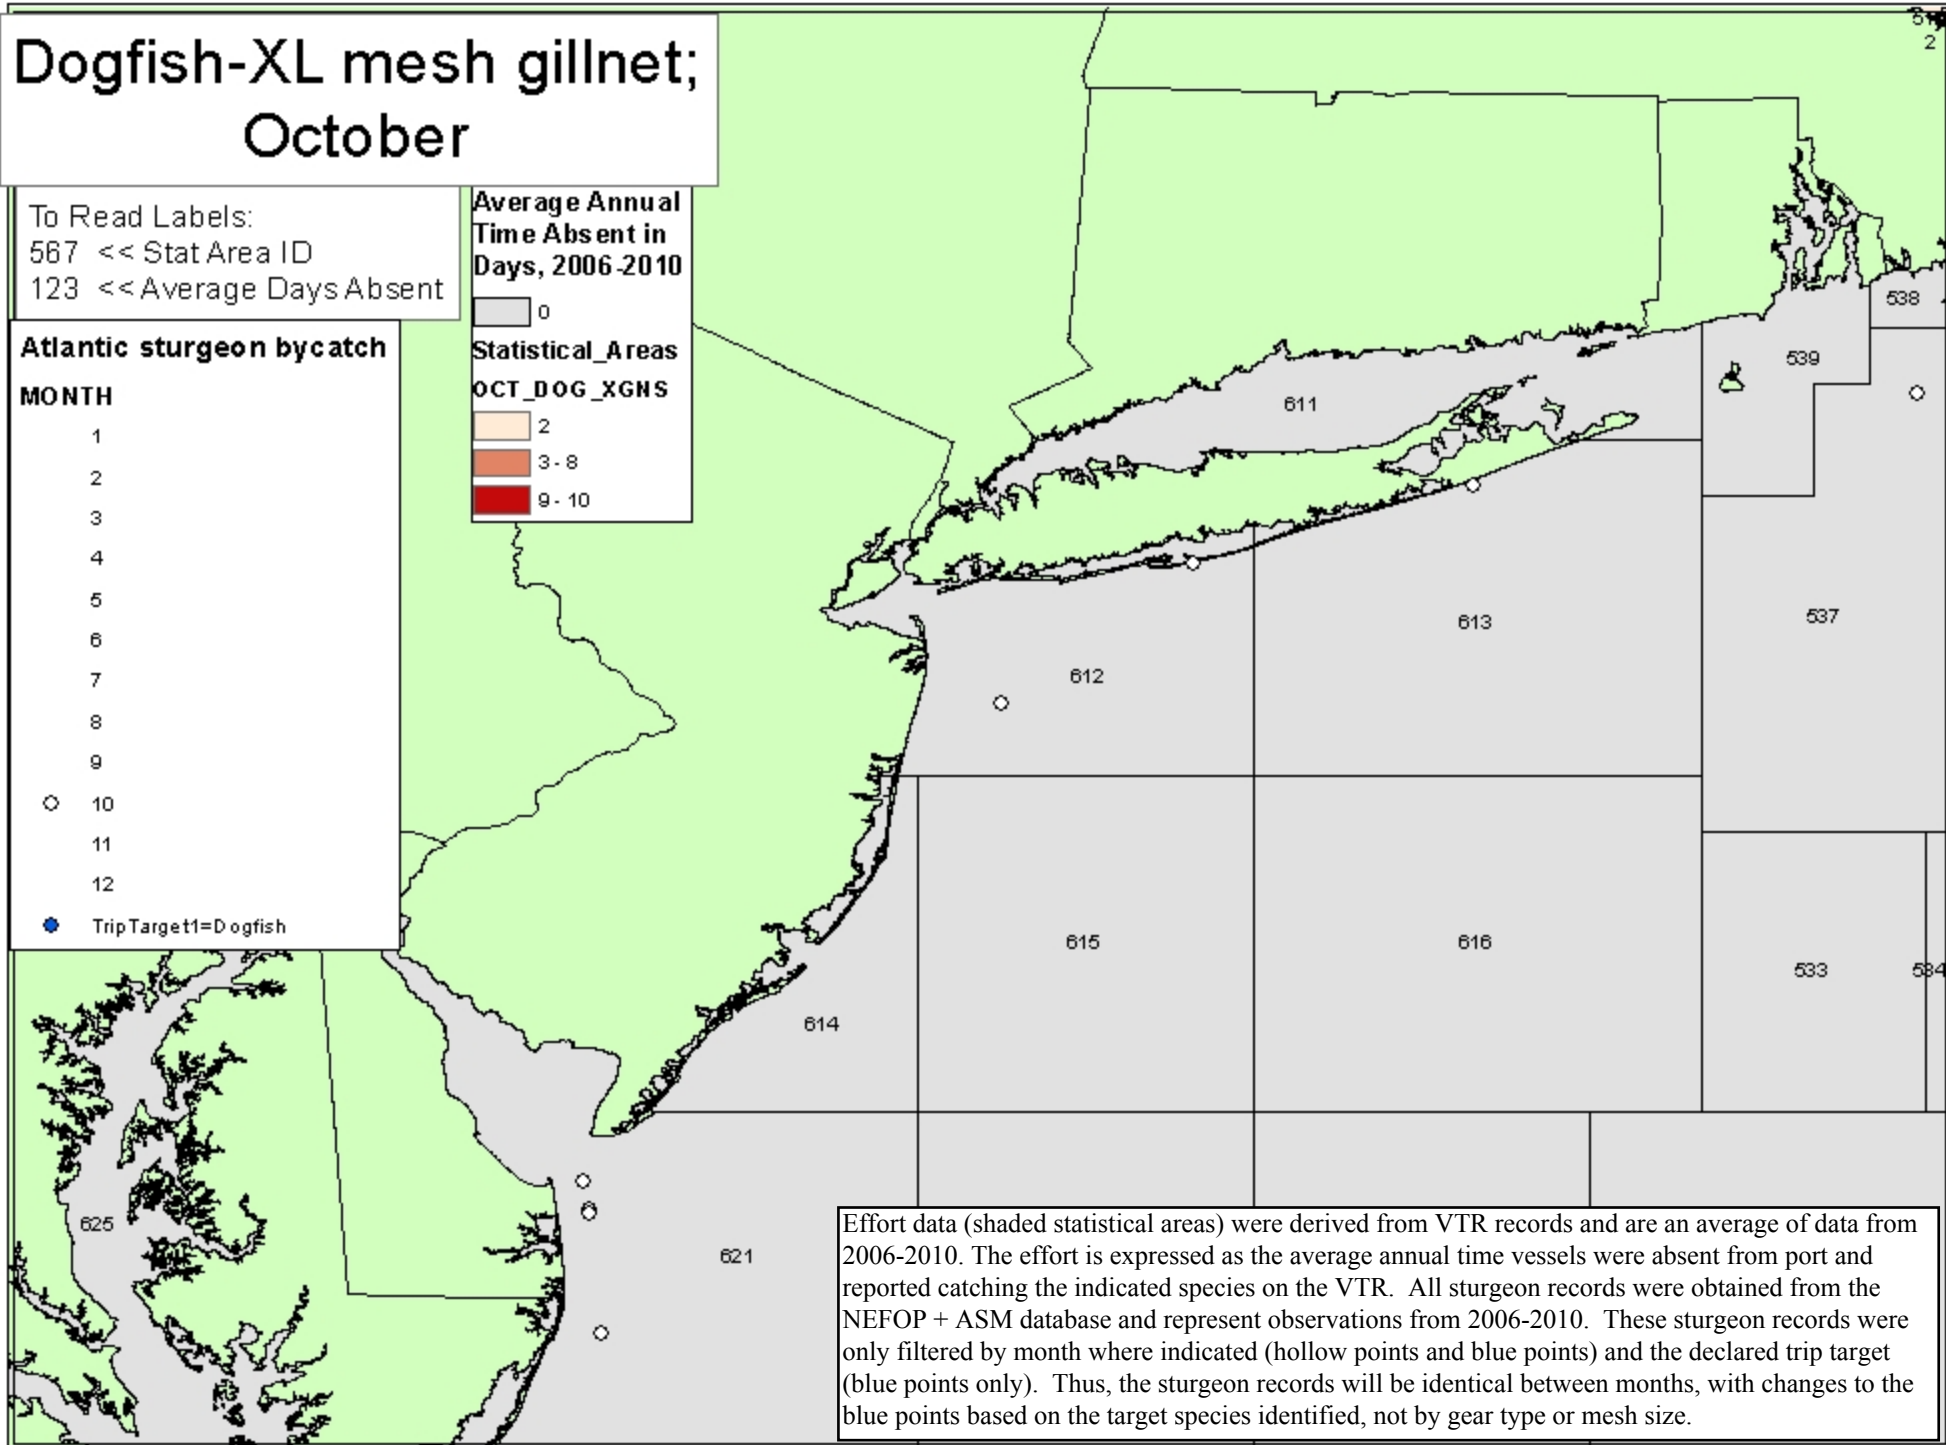 Dogfish-XL mesh gillnet;
October
To Read Labels:
567 << Stat Area ID
123 << Average Days Absent
Average Annual
Time Absent in
Days, 2006-2010
0
Statistical_Areas
OCT_DOG_XGNS
2
3 - 8
9 - 10
Atlantic sturgeon bycatch
MONTH
1
2
3
4
5
6
7
8
9
10
11
12
TripTarget1=Dogfish
2
538
539
611
613
537
612
615
616
533
534
614
625
621
Effort data (shaded statistical areas) were derived from VTR records and are an average of data from
2006-2010. The effort is expressed as the average annual time vessels were absent from port and
reported catching the indicated species on the VTR.  All sturgeon records were obtained from the
NEFOP + ASM database and represent observations from 2006-2010.  These sturgeon records were
only filtered by month where indicated (hollow points and blue points) and the declared trip target
(blue points only).  Thus, the sturgeon records will be identical between months, with changes to the
blue points based on the target species identified, not by gear type or mesh size.